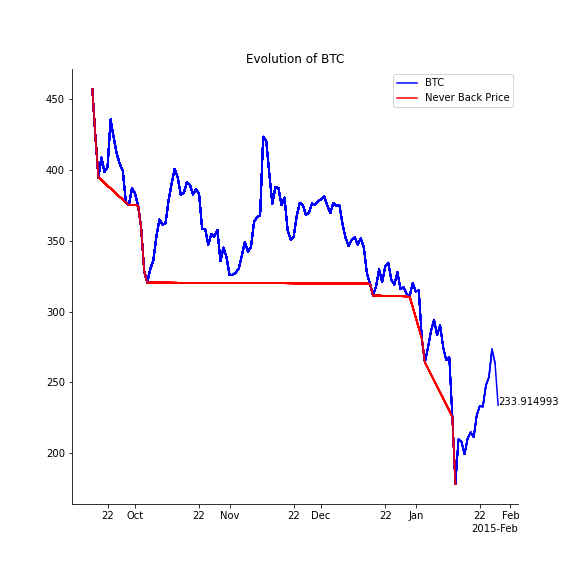 Evolution of BTC
BTC
Never Back Price
450
400
350
300
250
200
233.914993
22 Oct 22 Nov 22 Dec 22 Jan 22 Feb
2015-Feb